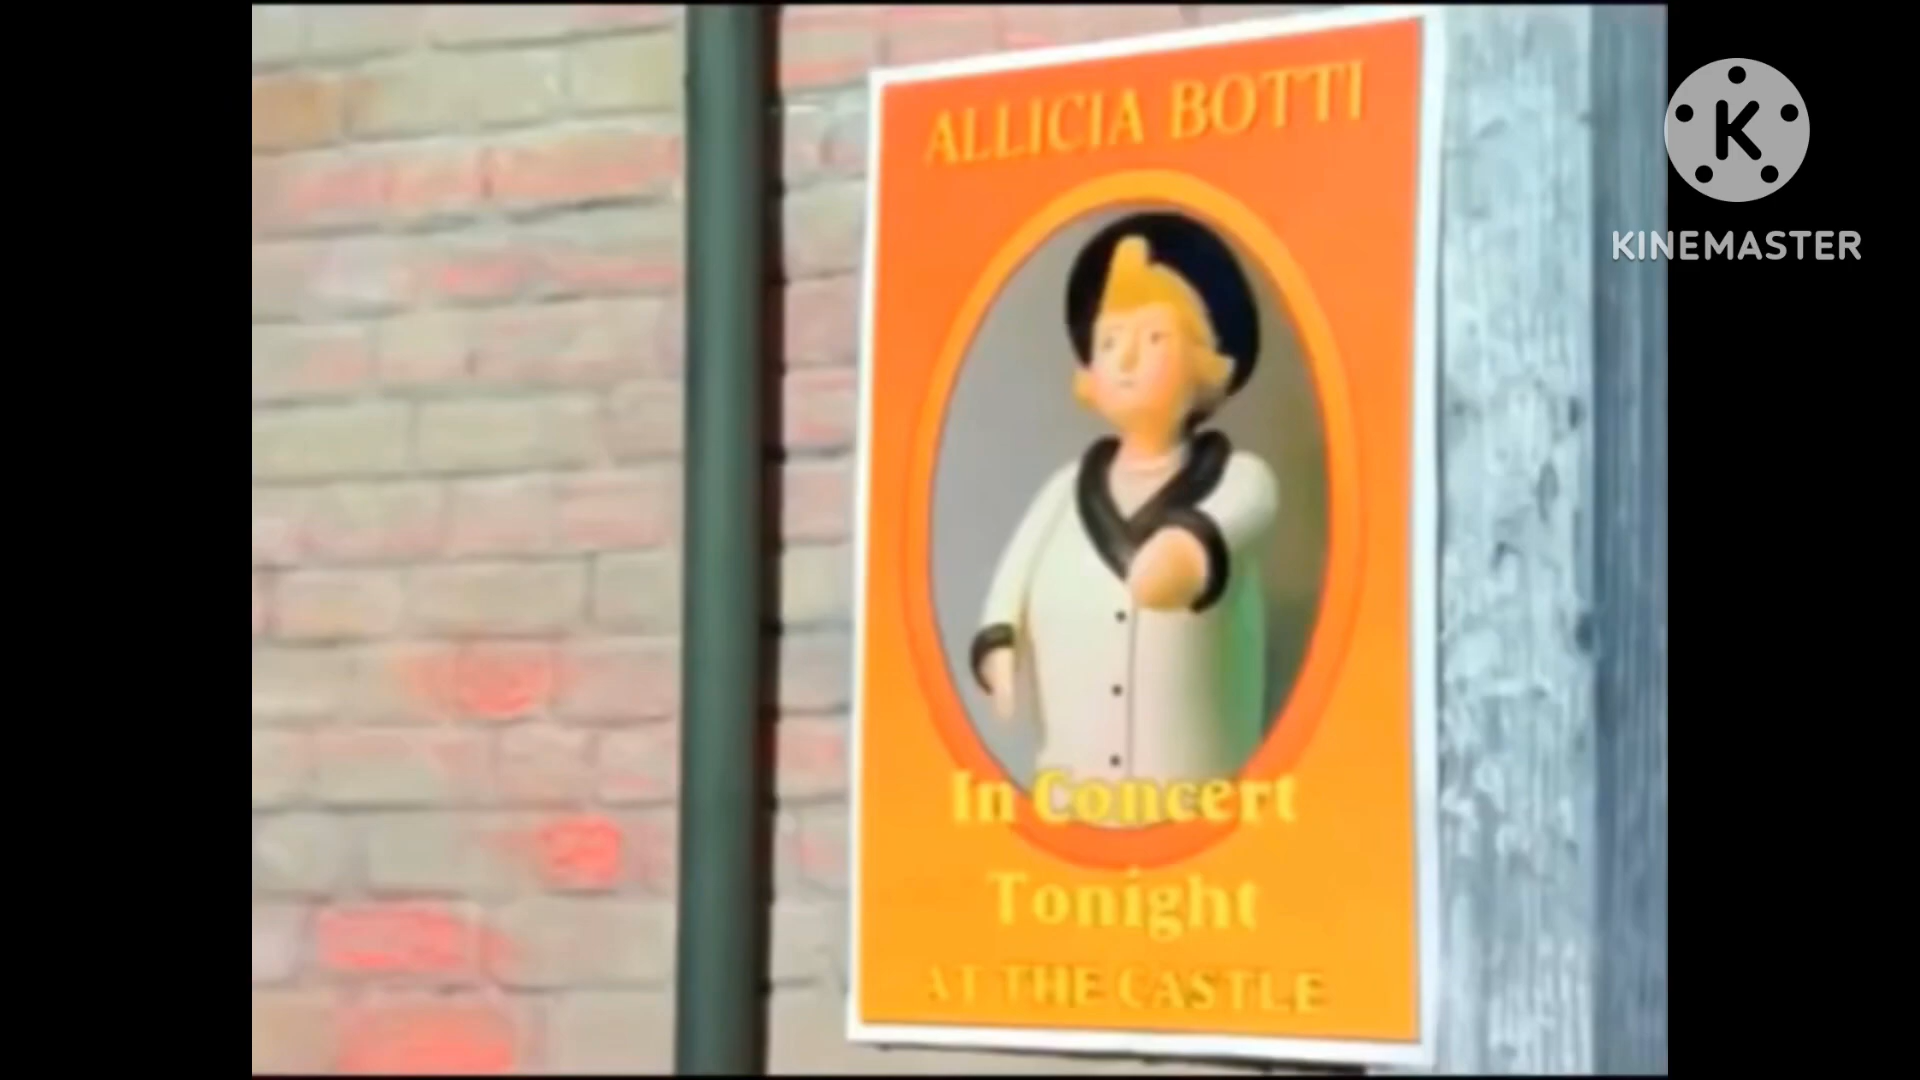 ALLICIA BOTTI
In Concert
Tonight
AT THE CASTLE
K
KINEMASTER